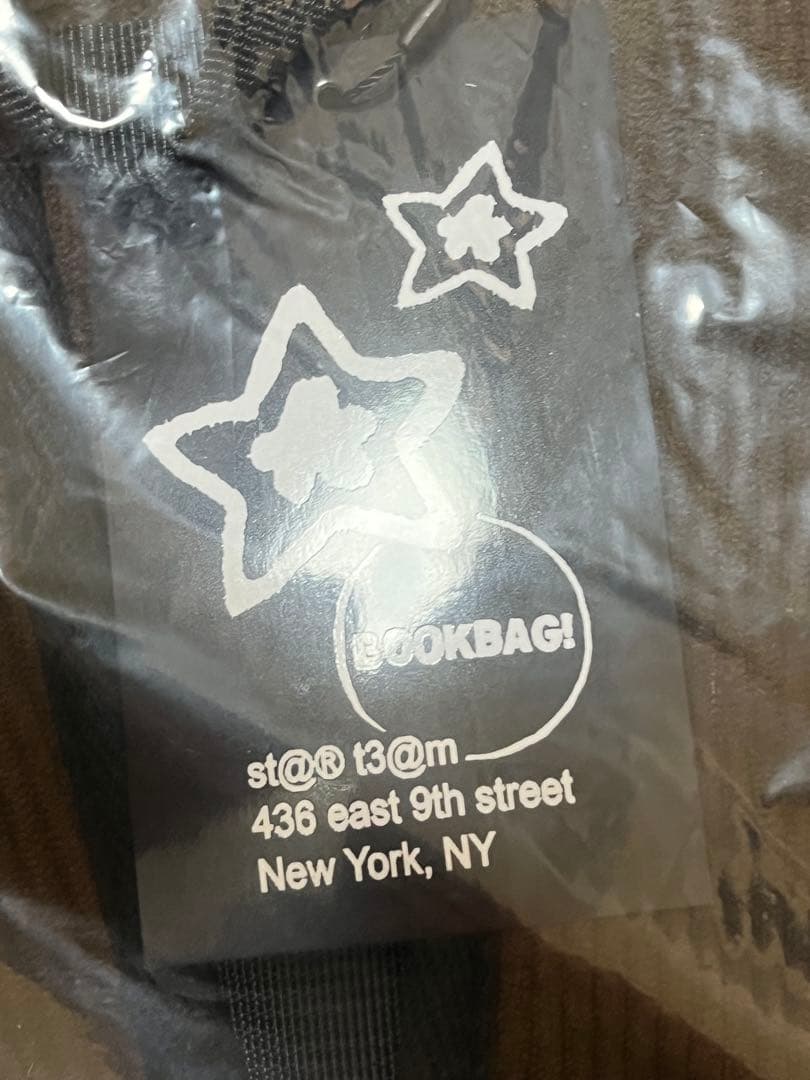 BOOKBAG!
st@® t3@m
436 east 9th street
New York, NY